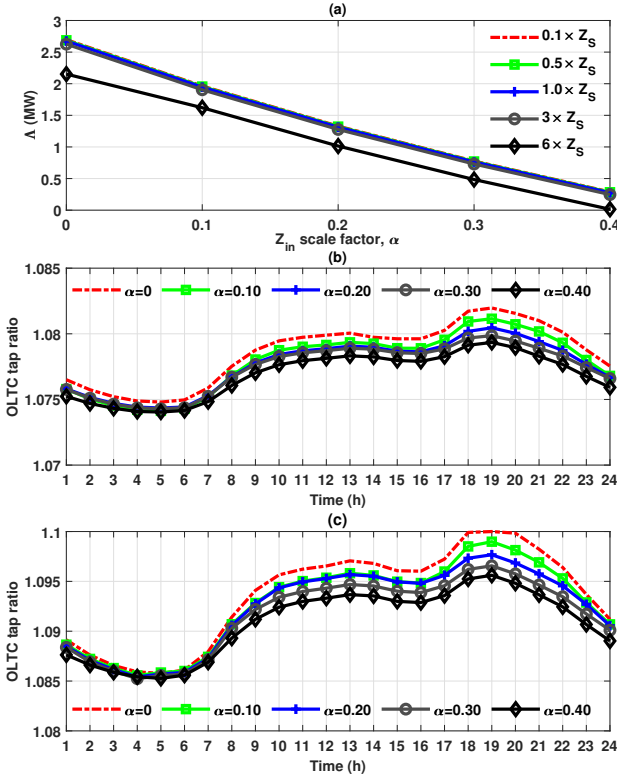 (a)
3
2.5
2
1.5
1
0.5
0
Λ (MW)
0.1× Z_S
0.5× Z_S
1.0× Z_S
3× Z_S
6× Z_S
0 0.1 0.2 0.3 0.4
Z_in scale factor, α
(b)
1.085
1.08
1.075
1.07
OLTC tap ratio
α=0 α=0.10 α=0.20 α=0.30 α=0.40
1 2 3 4 5 6 7 8 9 10 11 12 13 14 15 16 17 18 19 20 21 22 23 24
Time (h)
(c)
1.1
1.095
1.09
1.085
1.08
OLTC tap ratio
α=0 α=0.10 α=0.20 α=0.30 α=0.40
1 2 3 4 5 6 7 8 9 10 11 12 13 14 15 16 17 18 19 20 21 22 23 24
Time (h)